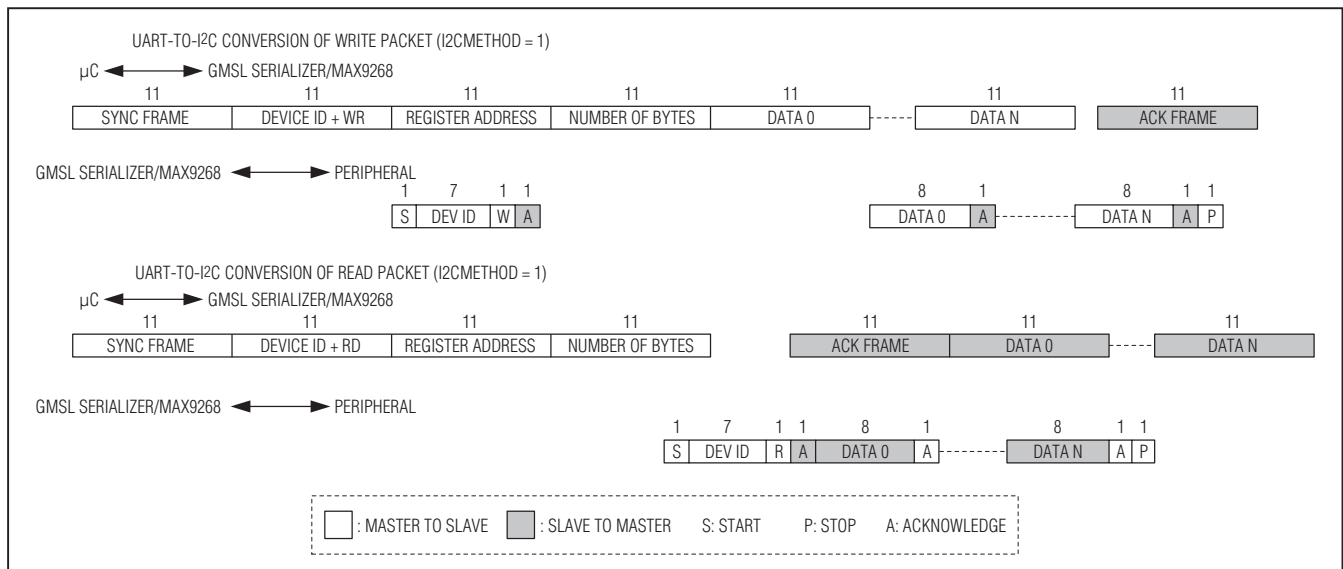 UART-TO-I2C CONVERSION OF WRITE PACKET (I2CMETHOD = 1)
µC GMSL SERIALIZER/MAX9268
11 11 11 11 11 11 11
SYNC FRAME DEVICE ID + WR REGISTER ADDRESS NUMBER OF BYTES DATA 0 DATA N ACK FRAME
GMSL SERIALIZER/MAX9268 PERIPHERAL
1 7 1 1 8 1 8 1 1
S DEV ID W A DATA 0 A DATA N A P
UART-TO-I2C CONVERSION OF READ PACKET (I2CMETHOD = 1)
µC GMSL SERIALIZER/MAX9268
11 11 11 11 11 11 11
SYNC FRAME DEVICE ID + RD REGISTER ADDRESS NUMBER OF BYTES ACK FRAME DATA 0 DATA N
GMSL SERIALIZER/MAX9268 PERIPHERAL
1 7 1 1 8 1 8 1 1
S DEV ID R A DATA 0 A DATA N A P
: MASTER TO SLAVE : SLAVE TO MASTER S: START P: STOP A: ACKNOWLEDGE